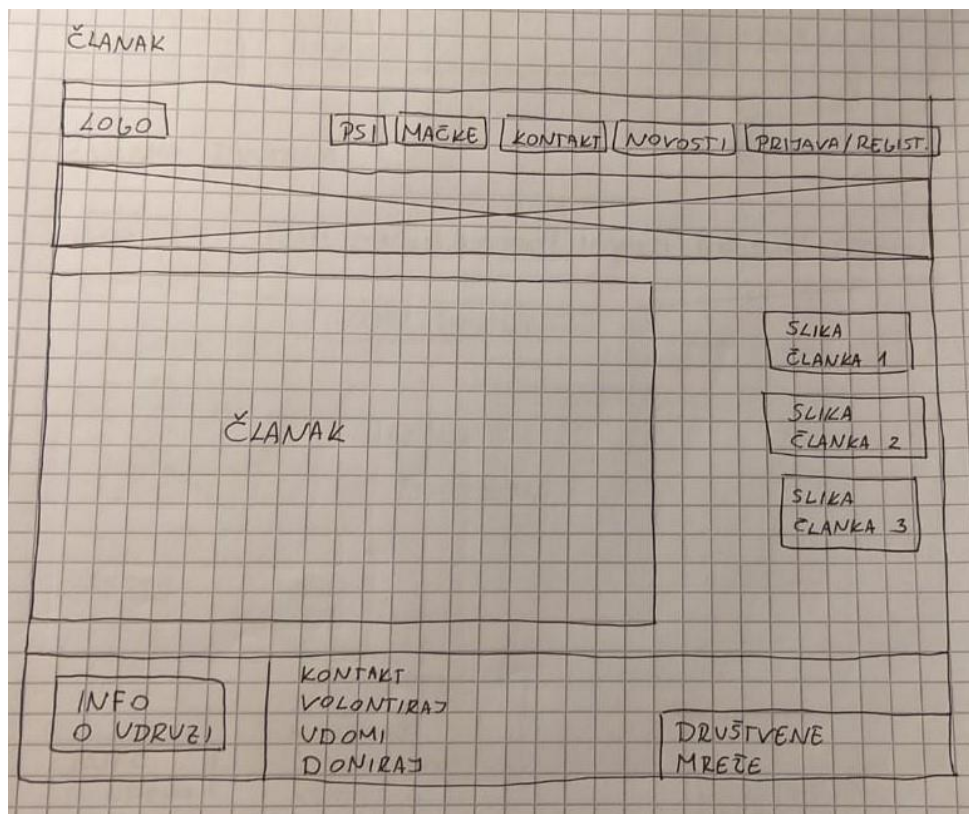 ČLANAK
LOGO
PSI
MAČKE
KONTAKT
NOVOSTI
PRIJAVA/REGIST.
SLIKA
ČLANKA 1
ČLANAK
SLIKA
ČLANKA 2
SLIKA
ČLANKA 3
INFO
O UDRUZI
KONTAKT
VOLONTIRAJ
UDOMI
DONIRAJ
DRUŠTVENE
MREŽE